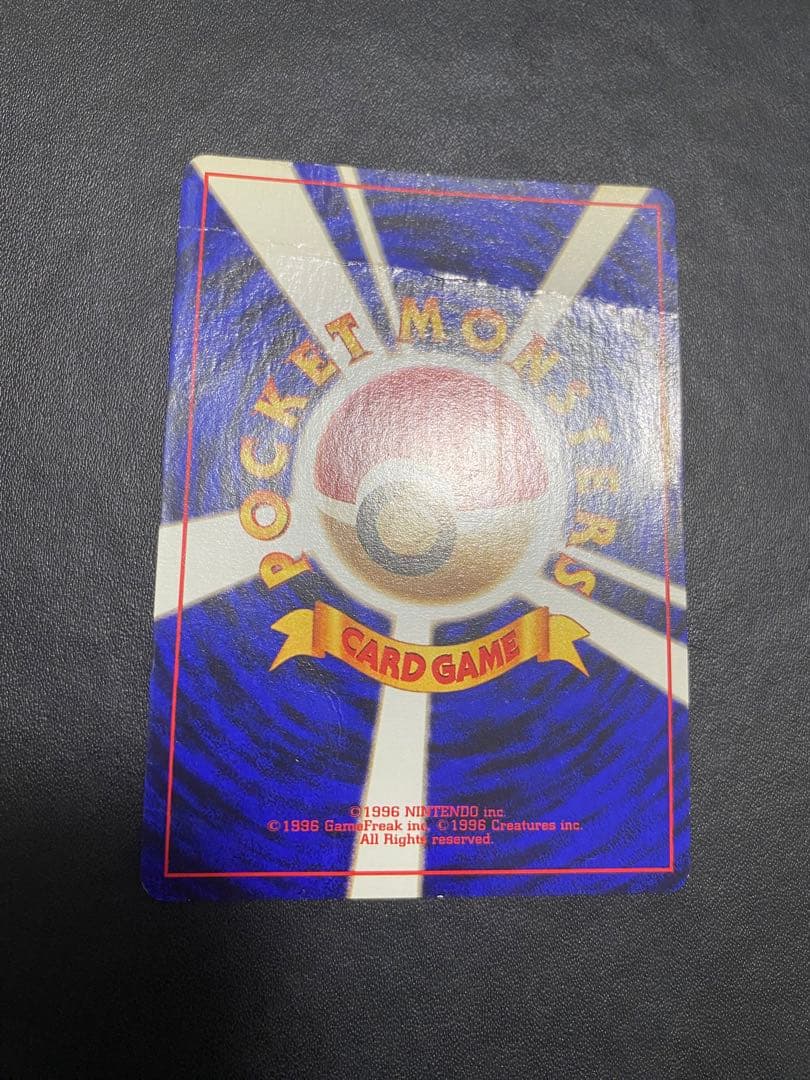 POCKET MONSTERS
CARD GAME
©1996 NINTENDO inc.
©1996 GameFreak inc. ©1996 Creatures inc.
All Rights reserved.